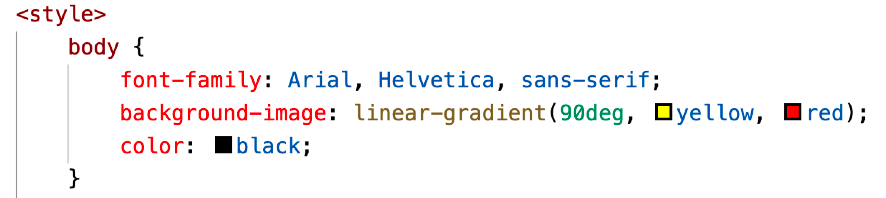 <style>
body {
font-family: Arial, Helvetica, sans-serif;
background-image: linear-gradient(90deg, yellow, red);
color: black;
}